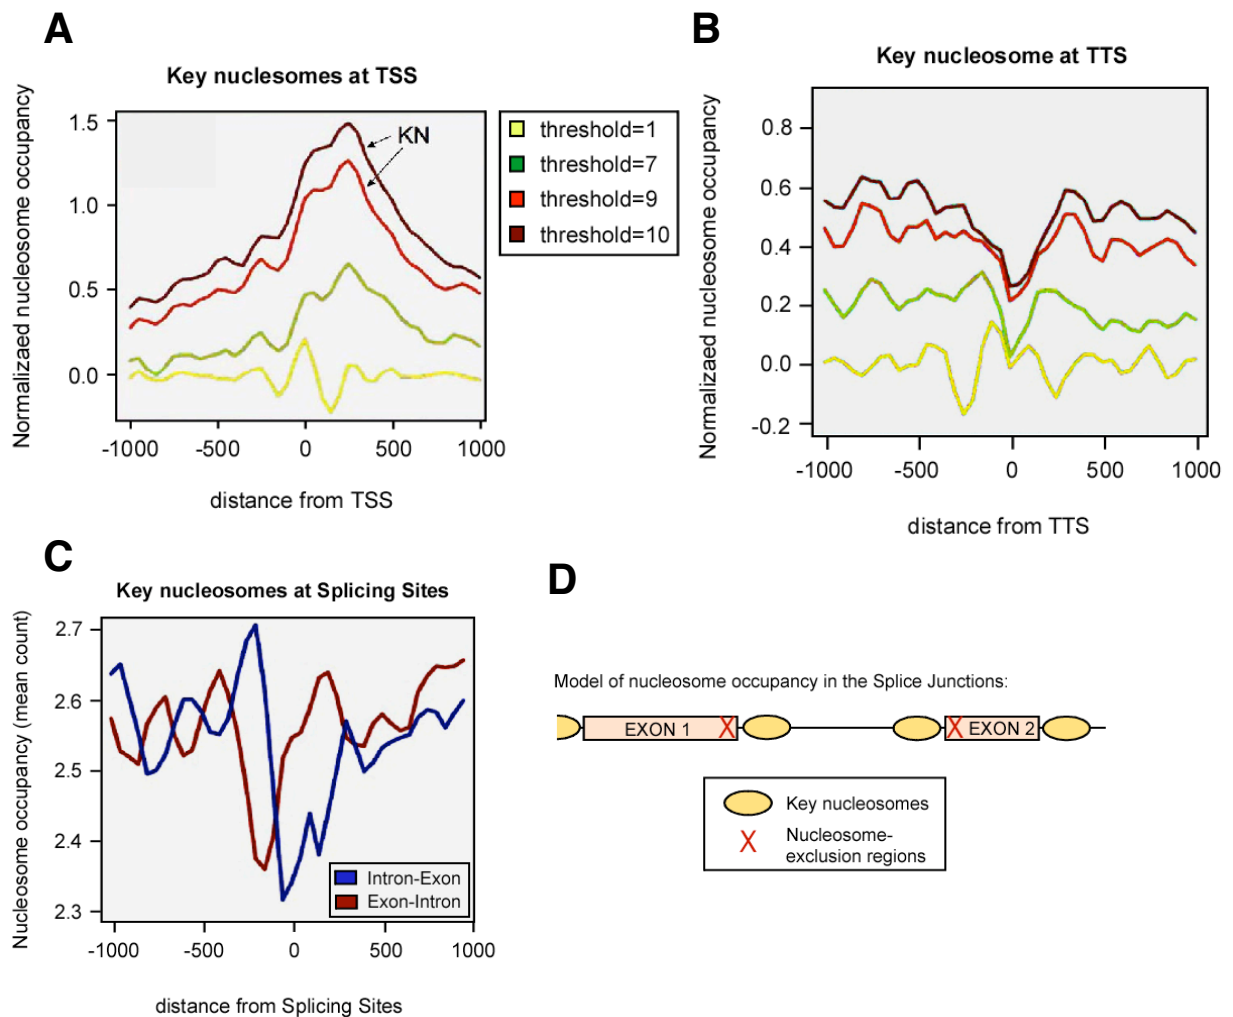 A
Key nuclesomes at TSS
Normalizaed nucleosome occupancy
1.5
1.0
0.5
0.0
-1000
-500
0
500
1000
distance from TSS
KN
threshold=1
threshold=7
threshold=9
threshold=10
B
Key nucleosome at TTS
Normalizaed nucleosome occupancy
0.8
0.6
0.4
0.2
0.0
-0.2
-1000
-500
0
500
1000
distance from TTS
C
Key nucleosomes at Splicing Sites
Nucleosome occupancy (mean count)
2.7
2.6
2.5
2.4
2.3
-1000
-500
0
500
1000
distance from Splicing Sites
Intron-Exon
Exon-Intron
D
Model of nucleosome occupancy in the Splice Junctions:
EXON 1
X
X
EXON 2
Key nucleosomes
X
Nucleosome-
exclusion regions